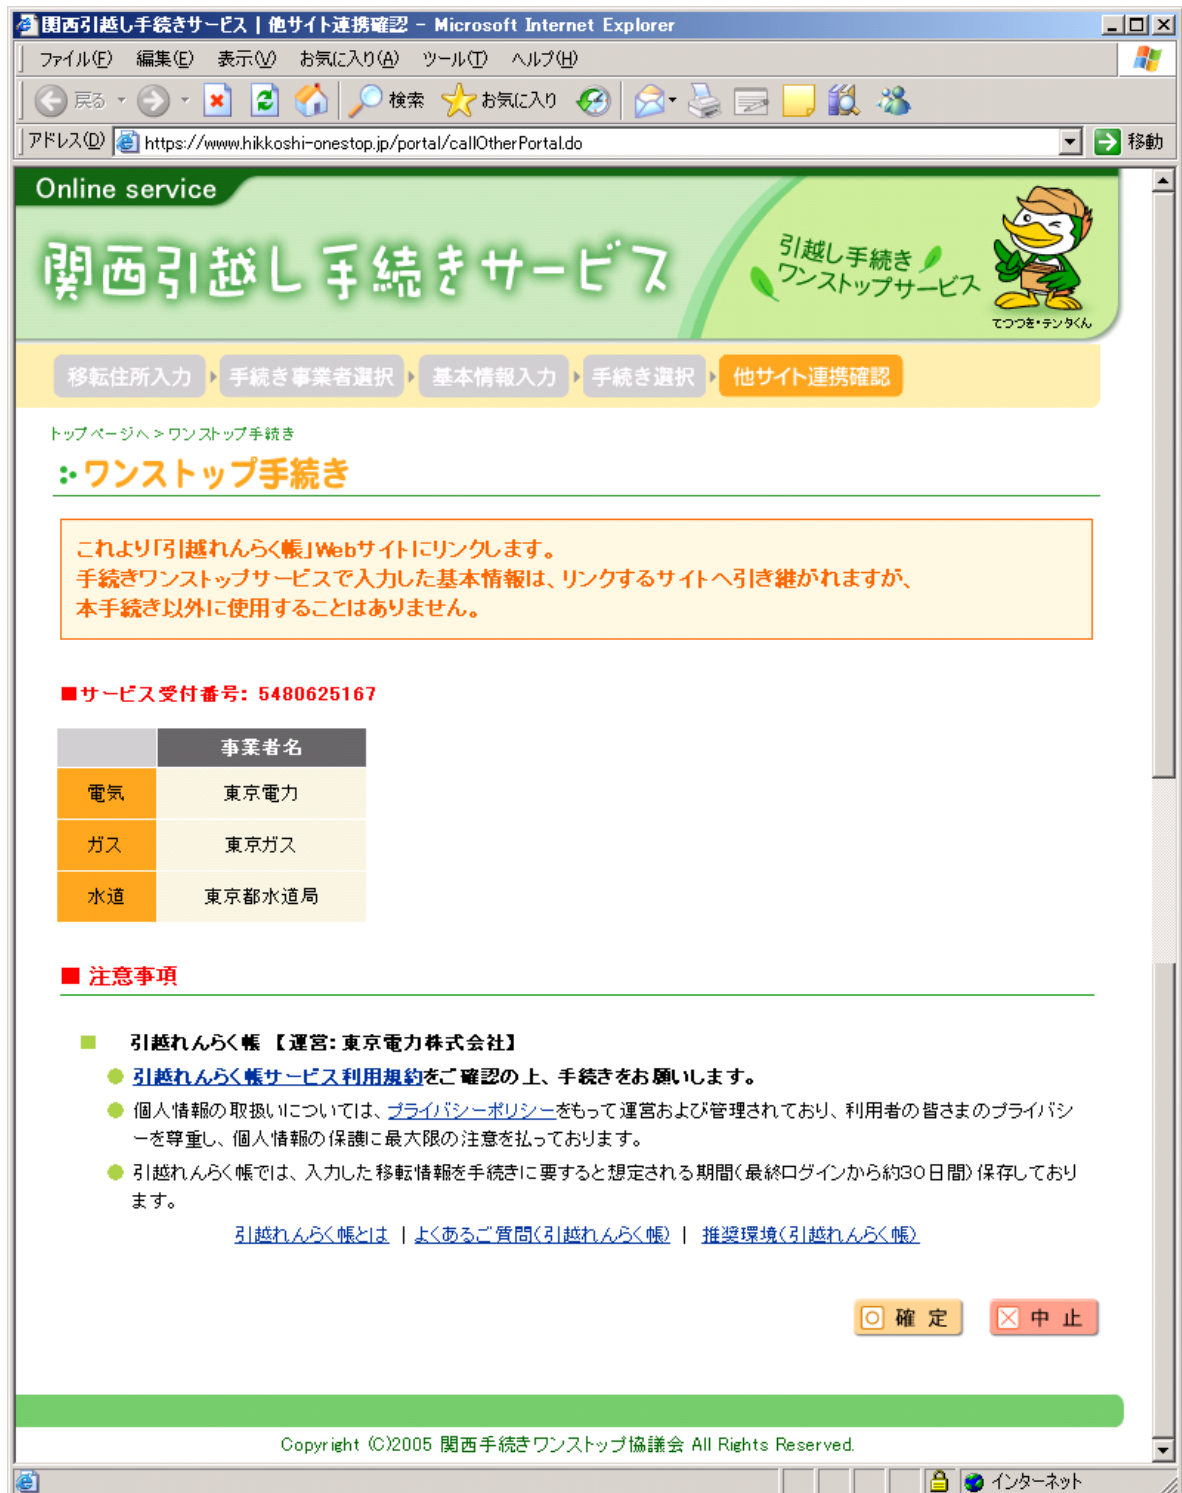 関西引越し手続きサービス | 他サイト連携確認 - Microsoft Internet Explorer
ファイル(F) 編集(E) 表示(V) お気に入り(A) ツール(T) ヘルプ(H)
戻る 検索 お気に入り
アドレス(D) https://www.hikkoshi-onestop.jp/portal/callOtherPortal.do 移動
Online service
関西引越し手続きサービス
引越し手続き
ワンストップサービス
てつつき・テンタくん
移転住所入力 手続き事業者選択 基本情報入力 手続き選択 他サイト連携確認
トップページへ > ワンストップ手続き
ワンストップ手続き
これより「引越れんらく帳」Webサイトにリンクします。
手続きワンストップサービスで入力した基本情報は、リンクするサイトへ引き継がれますが、
本手続き以外に使用することはありません。
■サービス受付番号: 5480625167
事業者名
電気 東京電力
ガス 東京ガス
水道 東京都水道局
■ 注意事項
引越れんらく帳 【運営：東京電力株式会社】
引越れんらく帳サービス利用規約をご確認の上、手続きをお願いします。
個人情報の取扱いについては、プライバシーポリシーをもって運営および管理されており、利用者の皆さまのプライバシ
ーを尊重し、個人情報の保護に最大限の注意を払っております。
引越れんらく帳では、入力した移転情報を手続きに要すると想定される期間（最終ログインから約30日間）保存しており
ます。
引越れんらく帳とは | よくあるご質問（引越れんらく帳） | 推奨環境（引越れんらく帳）
確 定 中 止
Copyright (C)2005 関西手続きワンストップ協議会 All Rights Reserved.
インターネット